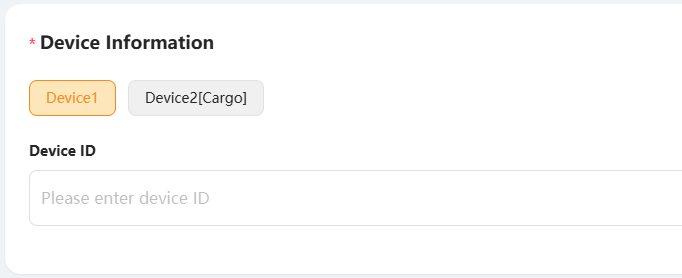 * Device Information
Device1 Device2[Cargo]
Device ID
Please enter device ID